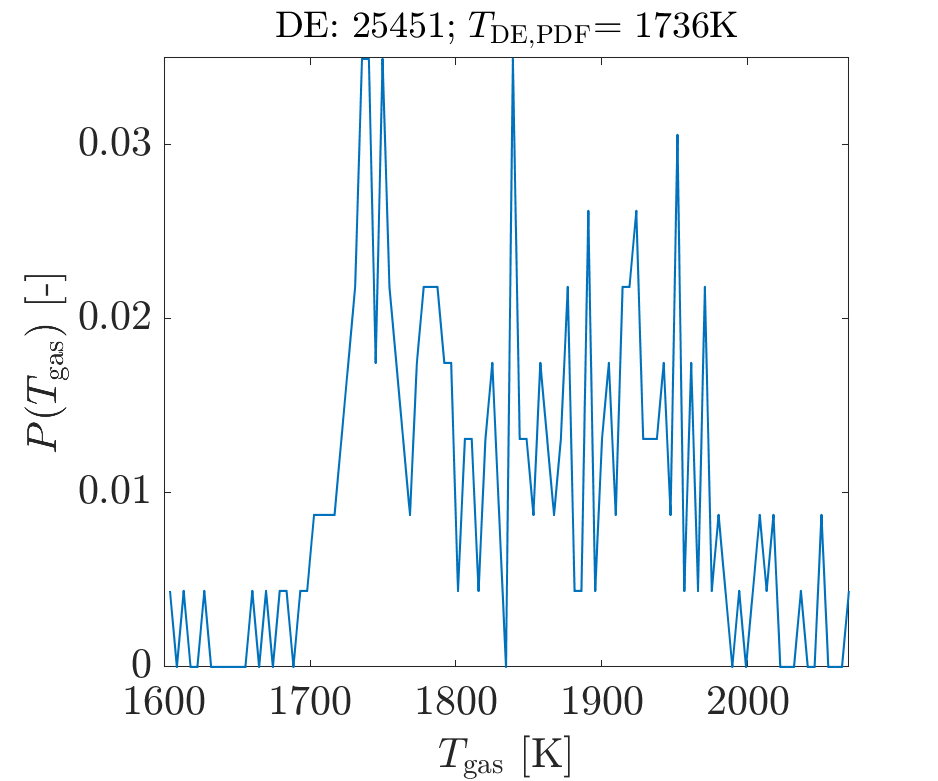 DE: 25451; T_DE,PDF= 1736K
P(T_gas) [-]
0.03
0.02
0.01
0
1600 1700 1800 1900 2000
T_gas [K]